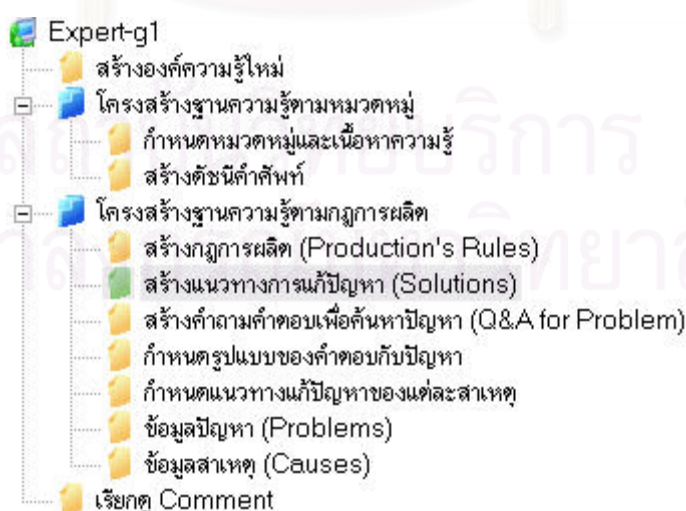 Expert-g1
สร้างองค์ความรู้ใหม่
โครงสร้างฐานความรู้ตามหมวดหมู่
กำหนดหมวดหมู่และเนื้อหาความรู้
สร้างดัชนีคำศัพท์
โครงสร้างฐานความรู้ตามกฎการผลิต
สร้างกฎการผลิต (Production's Rules)
สร้างแนวทางการแก้ปัญหา (Solutions)
สร้างคำถามคำตอบเพื่อค้นหาปัญหา (Q&A for Problem)
กำหนดรูปแบบของคำตอบกับปัญหา
กำหนดแนวทางแก้ปัญหาของแต่ละสาเหตุ
ข้อมูลปัญหา (Problems)
ข้อมูลสาเหตุ (Causes)
เรียกดู Comment